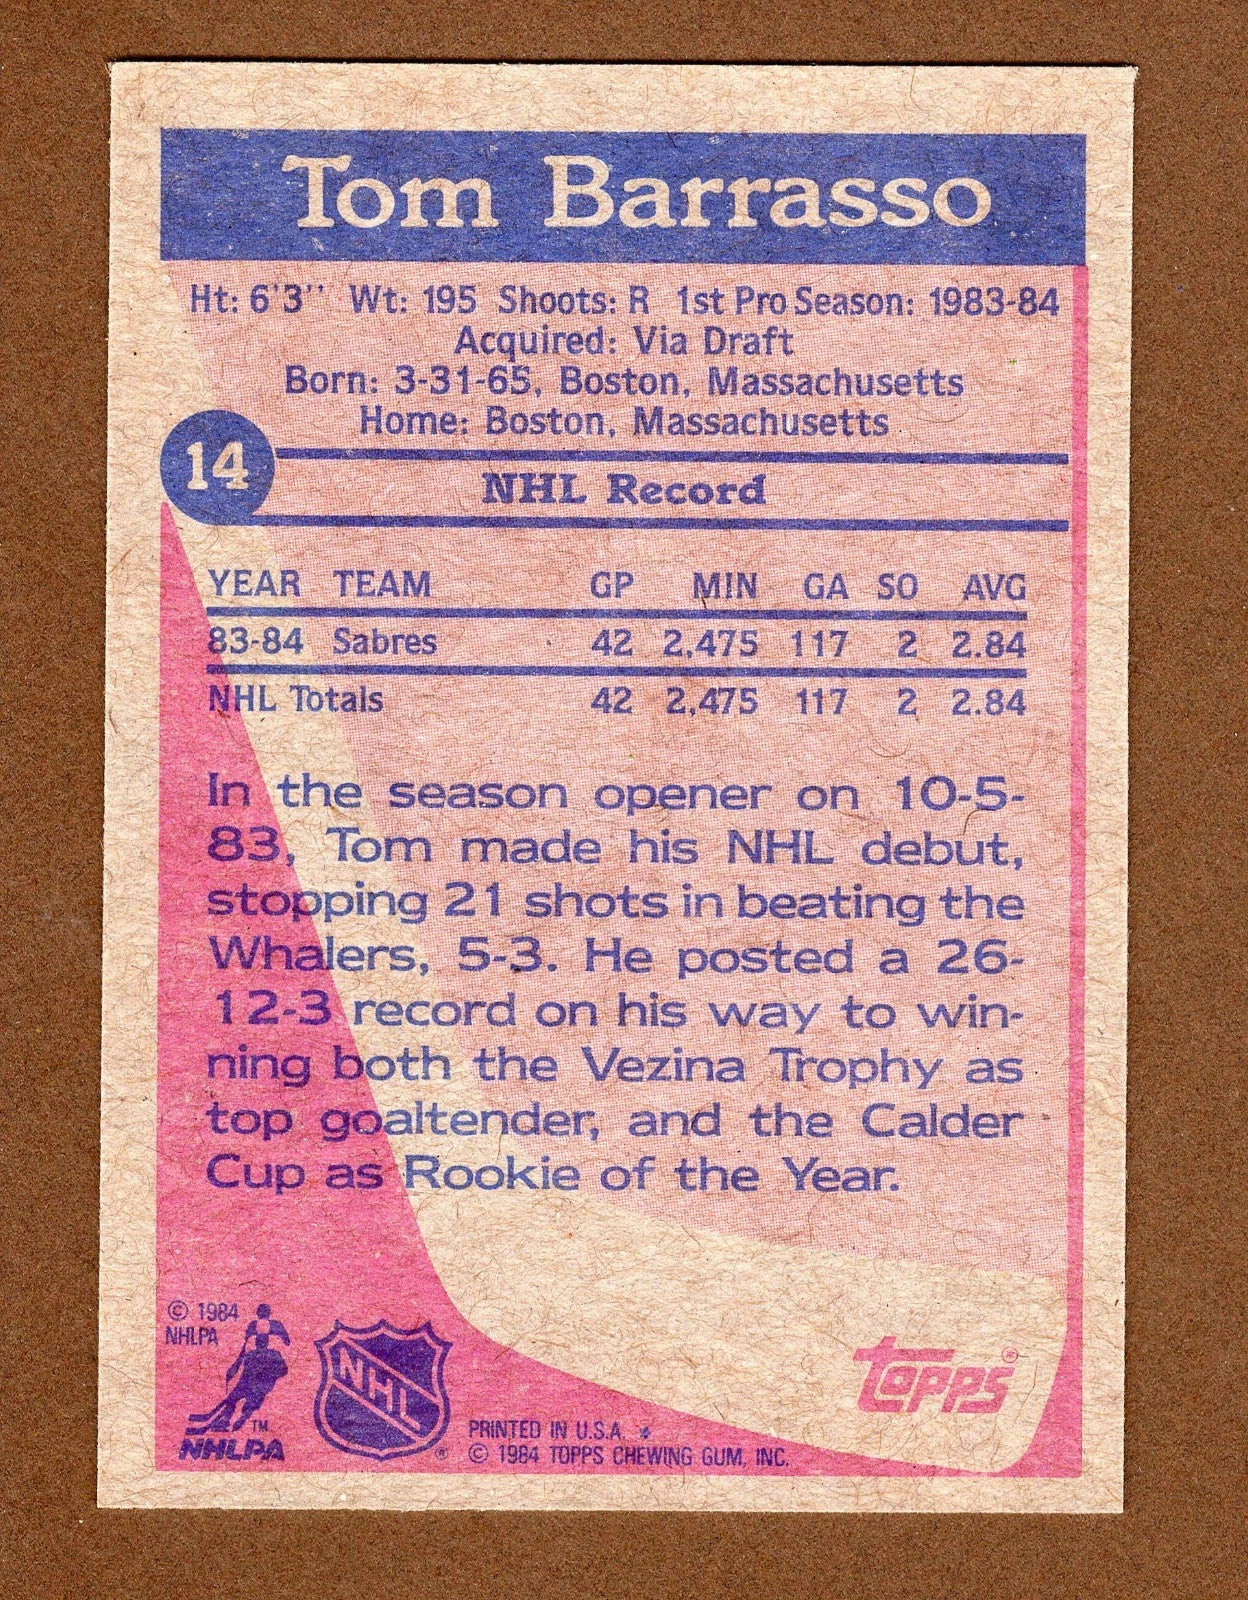 Tom Barrasso
Ht: 6'3'' Wt: 195 Shoots: R 1st Pro Season: 1983-84
Acquired: Via Draft
Born: 3-31-65, Boston, Massachusetts
Home: Boston, Massachusetts
14
NHL Record
YEAR TEAM GP MIN GA SO AVG
83-84 Sabres 42 2,475 117 2 2.84
NHL Totals 42 2,475 117 2 2.84
In the season opener on 10-5-
83, Tom made his NHL debut,
stopping 21 shots in beating the
Whalers, 5-3. He posted a 26-
12-3 record on his way to win-
ning both the Vezina Trophy as
top goaltender, and the Calder
Cup as Rookie of the Year.
© 1984
NHLPA
TM
NHLPA
NHL
®
PRINTED IN U.S.A. *
© 1984 TOPPS CHEWING GUM, INC.
topps®